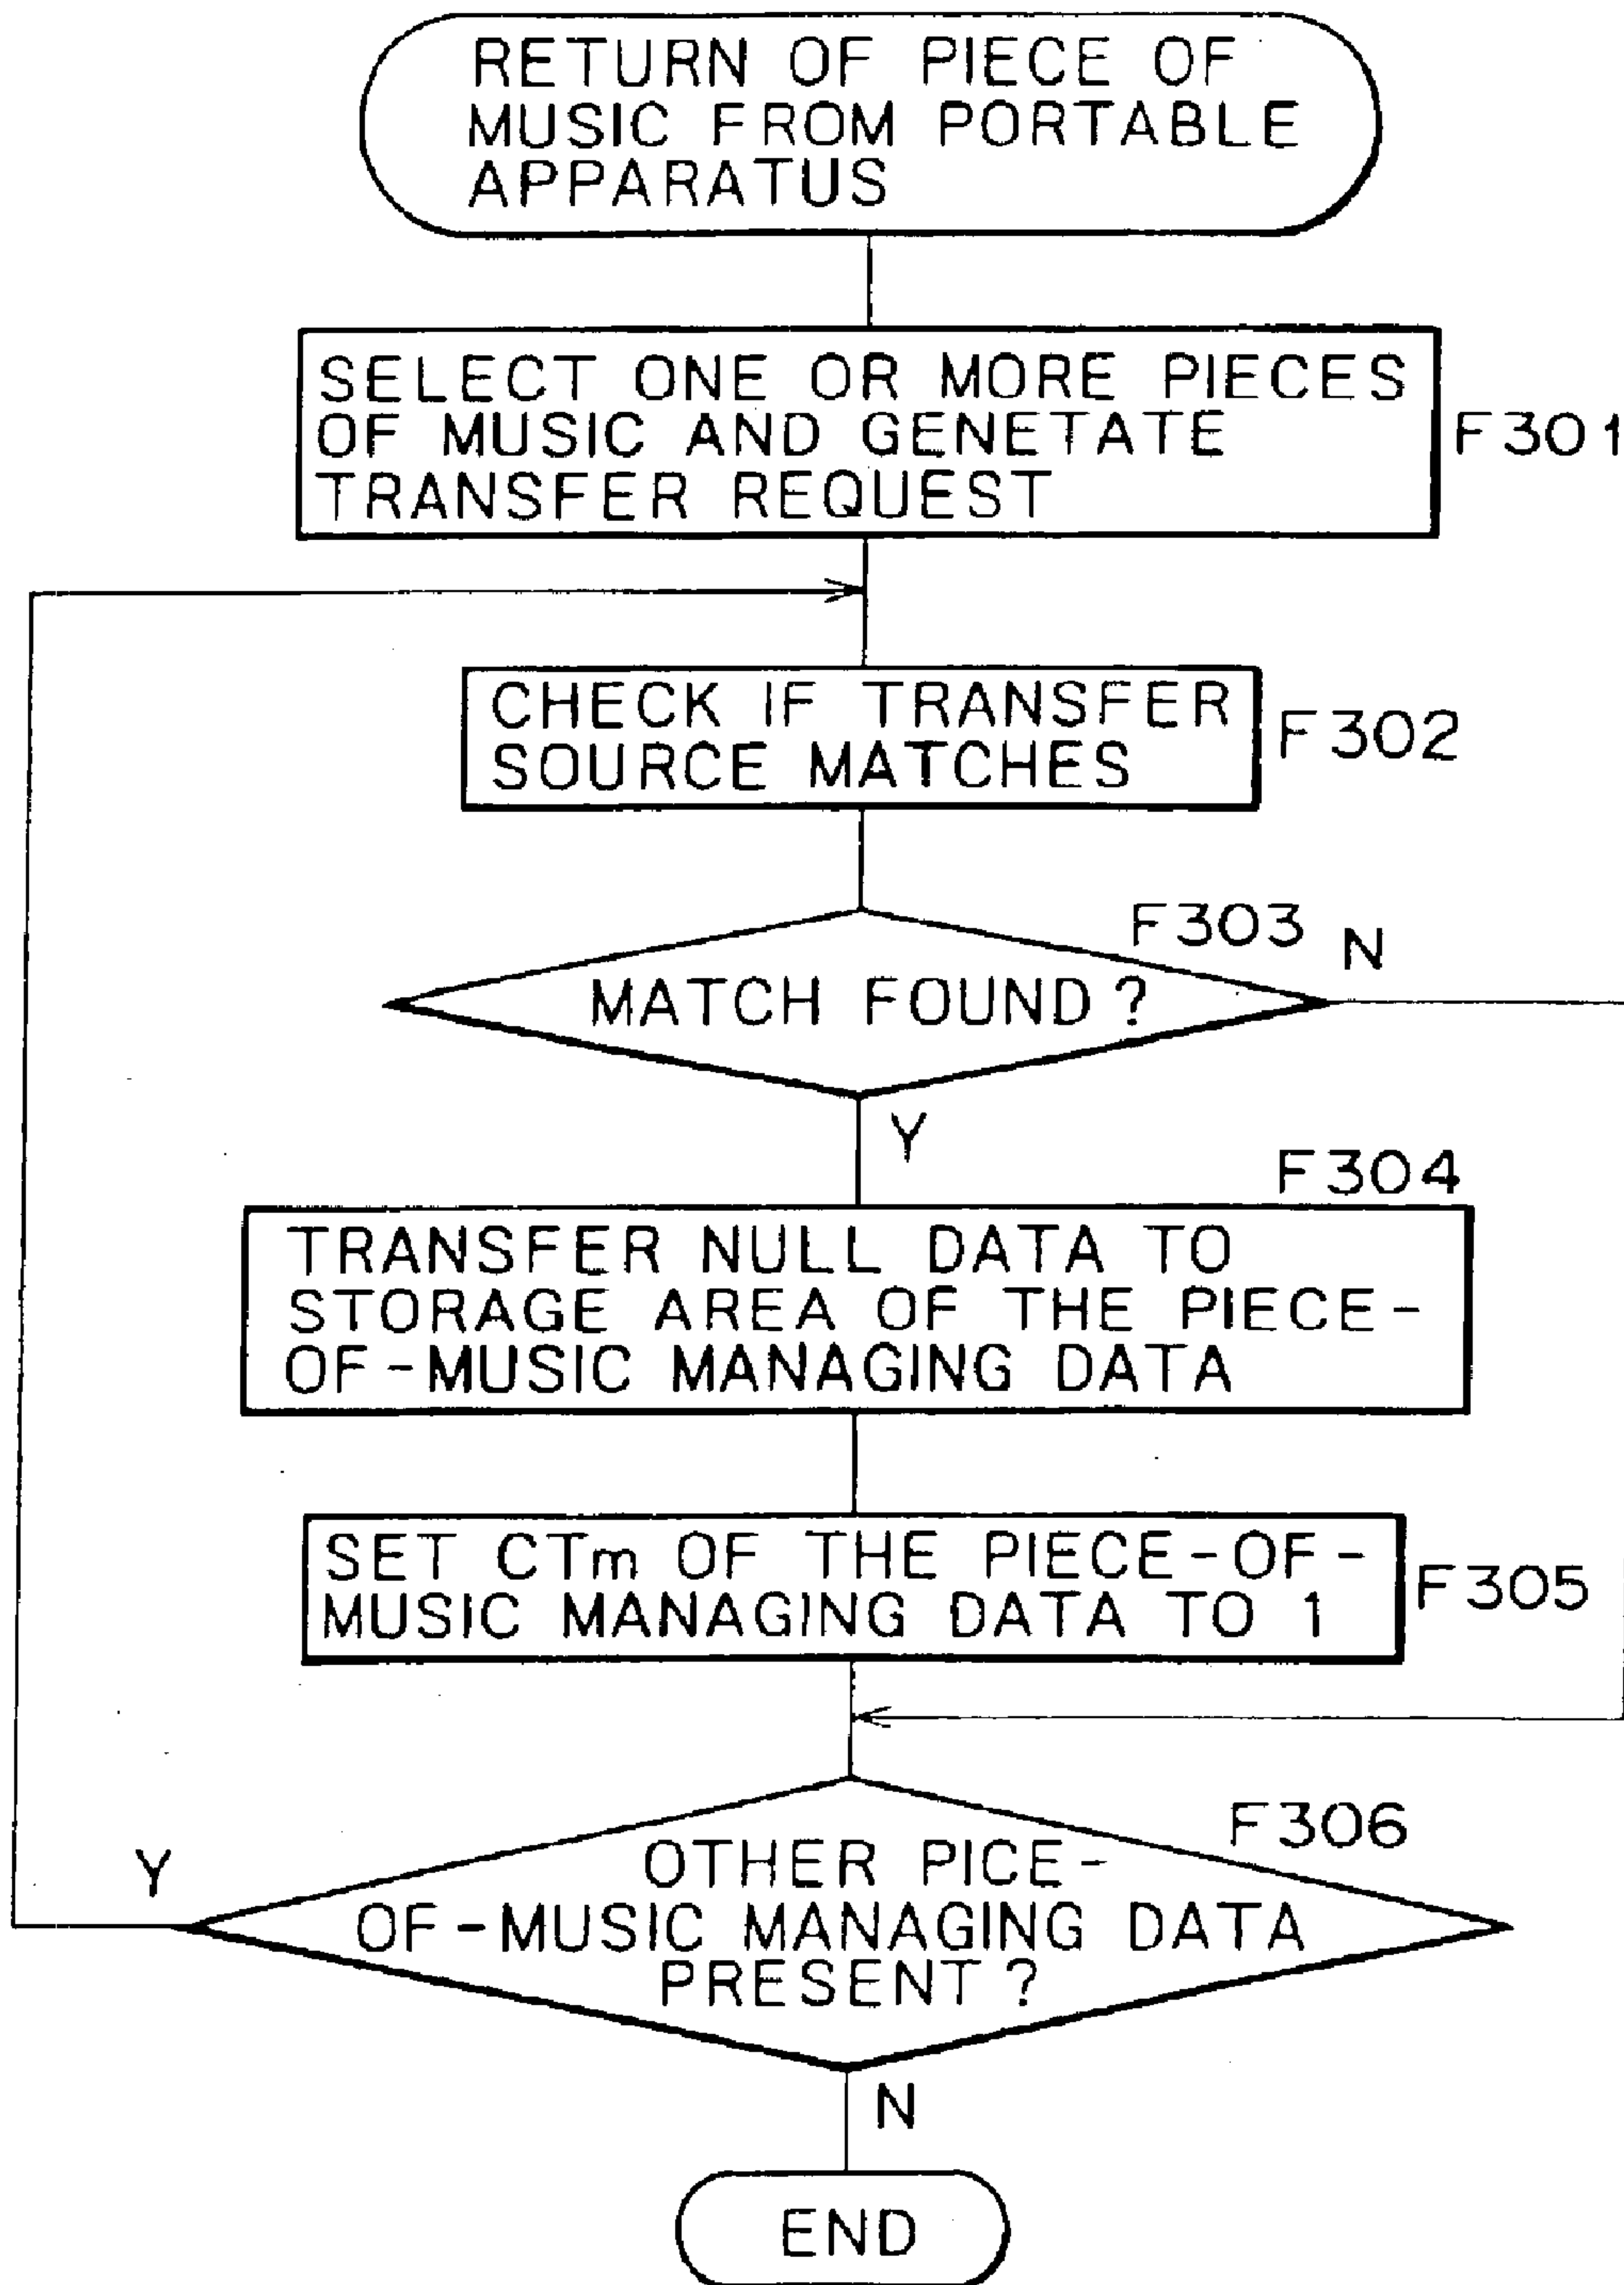 RETURN OF PIECE OF
MUSIC FROM PORTABLE
APPARATUS
SELECT ONE OR MORE PIECES
OF MUSIC AND GENETATE
TRANSFER REQUEST
F301
CHECK IF TRANSFER
SOURCE MATCHES
F302
F303
N
MATCH FOUND?
Y
F304
TRANSFER NULL DATA TO
STORAGE AREA OF THE PIECE-
OF-MUSIC MANAGING DATA
SET CTm OF THE PIECE-OF-
MUSIC MANAGING DATA TO 1
F305
F306
Y
OTHER PICE-
OF-MUSIC MANAGING DATA
PRESENT?
N
END